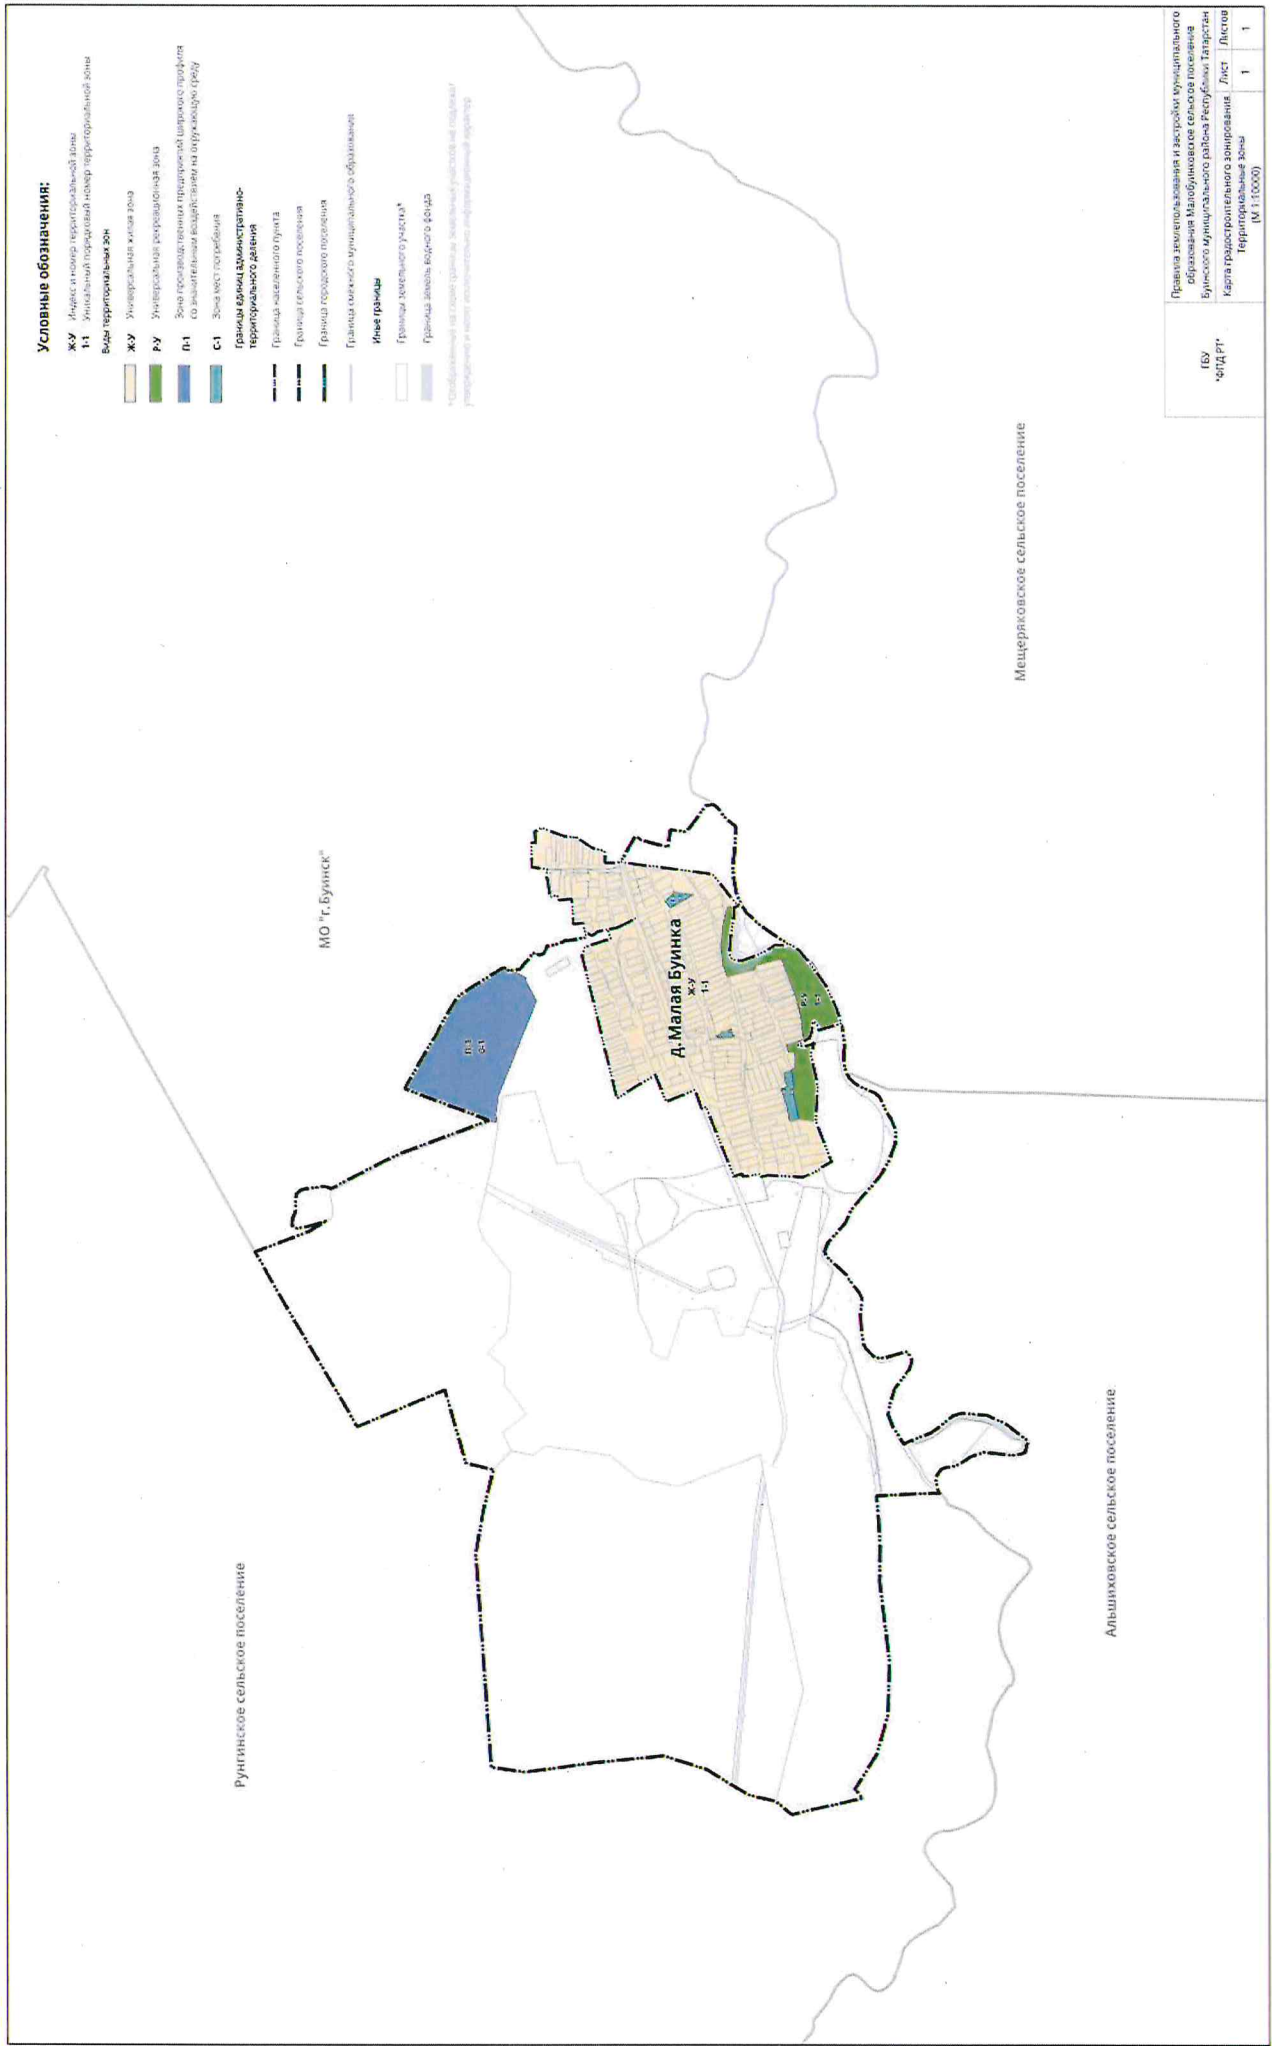 Условные обозначения:
Ж-У Индекс и номер территориальной зоны
1-1 Уникальный порядковый номер территориальной зоны
Виды территориальных зон
Ж-У Универсальная жилая зона
Р-У Универсальная рекреационная зона
П-1 Зона производственных предприятий широкого профиля
со значительным воздействием на окружающую среду
С-1 Зона мест погребения
Границы единиц административно-
территориального деления
Граница населенного пункта
Граница сельского поселения
Граница городского поселения
Граница смежного муниципального образования
Иные границы
Границы земельного участка*
Граница земель водного фонда
МО "г. Буинск"
Рунгинское сельское поселение
д. Малая Буинка
Ж-У
1-1
Р-У
1-1
Мещеряковское сельское поселение
Альшиховское сельское поселение
ГБУ
"ФПД РТ"
Правила землепользования и застройки муниципального
образования Малобуинковское сельское поселение
Буинского муниципального района Республики Татарстан
Карта градостроительного зонирования.
Территориальные зоны
(М 1:10000)
Лист Листов
1 1